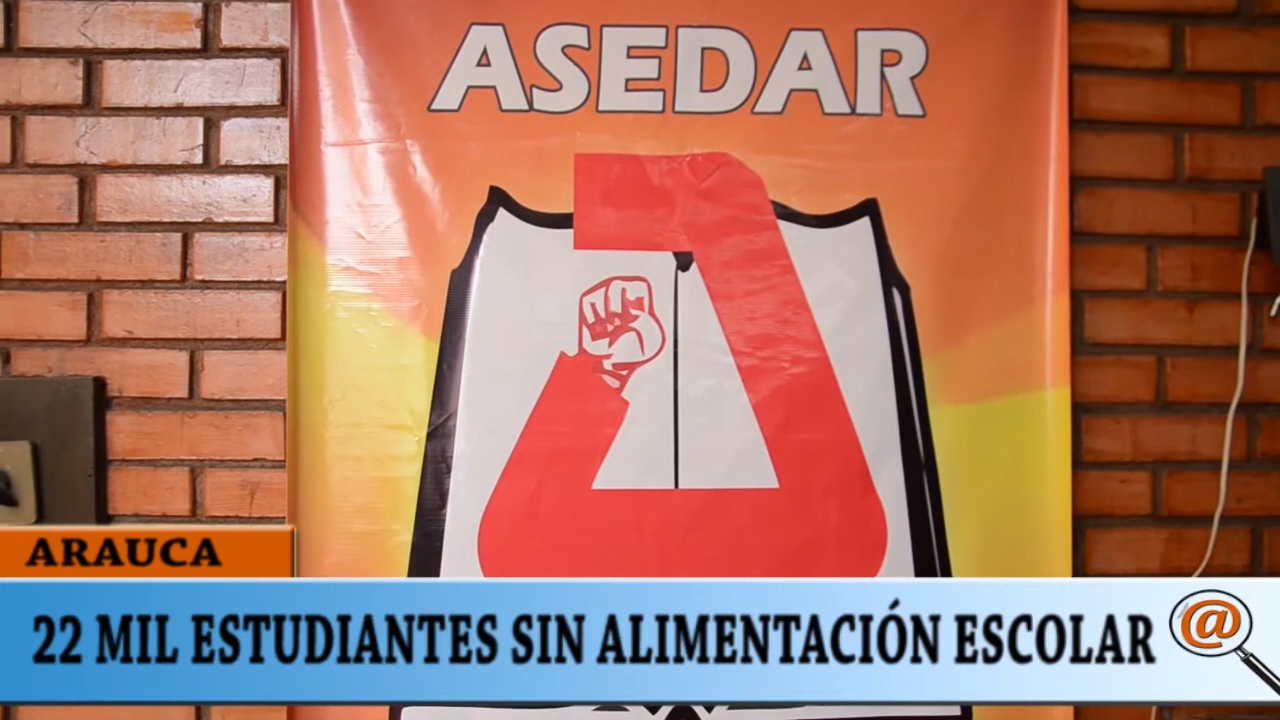 ASEDAR
ARAUCA
22 MIL ESTUDIANTES SIN ALIMENTACIÓN ESCOLAR
@